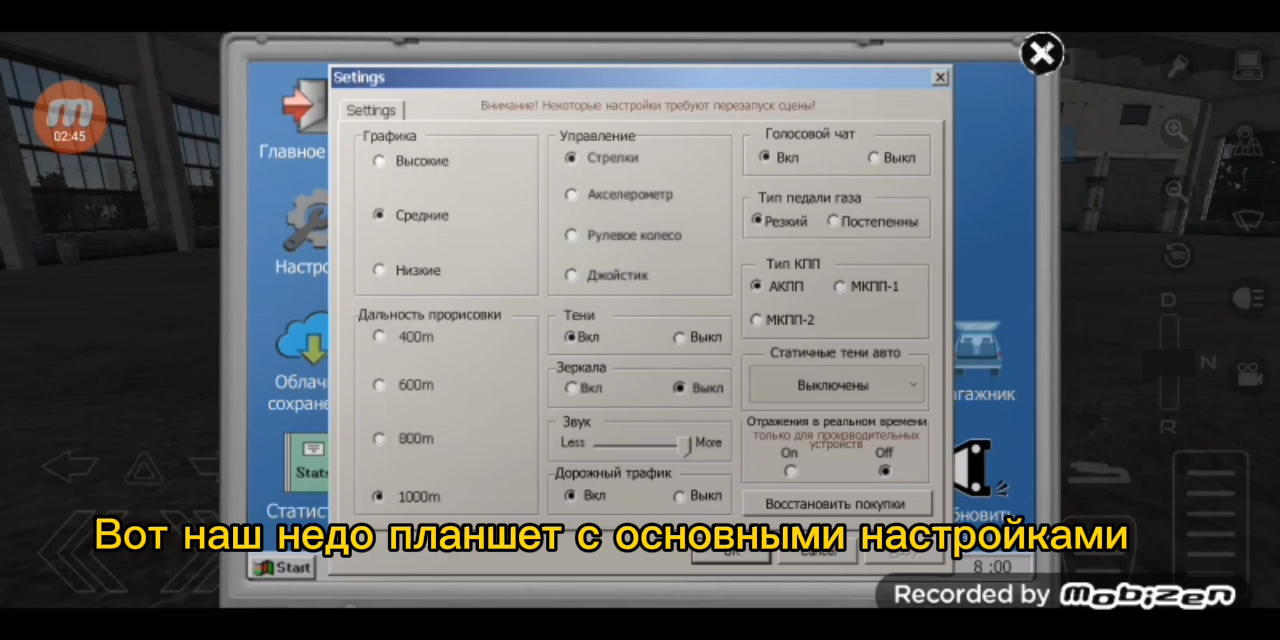 Setings
Settings
Внимание! Некоторые настройки требуют перезапуск сцены!
02:45
Главное
Настро
Облач
сохране
Stats
Статист
Start
Графика
Высокие
Средние
Низкие
Дальность прорисовки
400m
600m
800m
1000m
Управление
Стрелки
Акселерометр
Рулевое колесо
Джойстик
Тени
Вкл Выкл
Зеркала
Вкл Выкл
Звук
Less More
Дорожный трафик
Вкл Выкл
Голосовой чат
Вкл Выкл
Тип педали газа
Резкий Постепенны
Тип КПП
АКПП МКПП-1
МКПП-2
Статичные тени авто
Выключены
Отражения в реальном времени
только для производительных
устройств
On Off
Восстановить покупки
Cancel
агажник
бновить
8 :00
180
D
N
R
Вот наш недо планшет с основными настройками
Recorded by mobizen